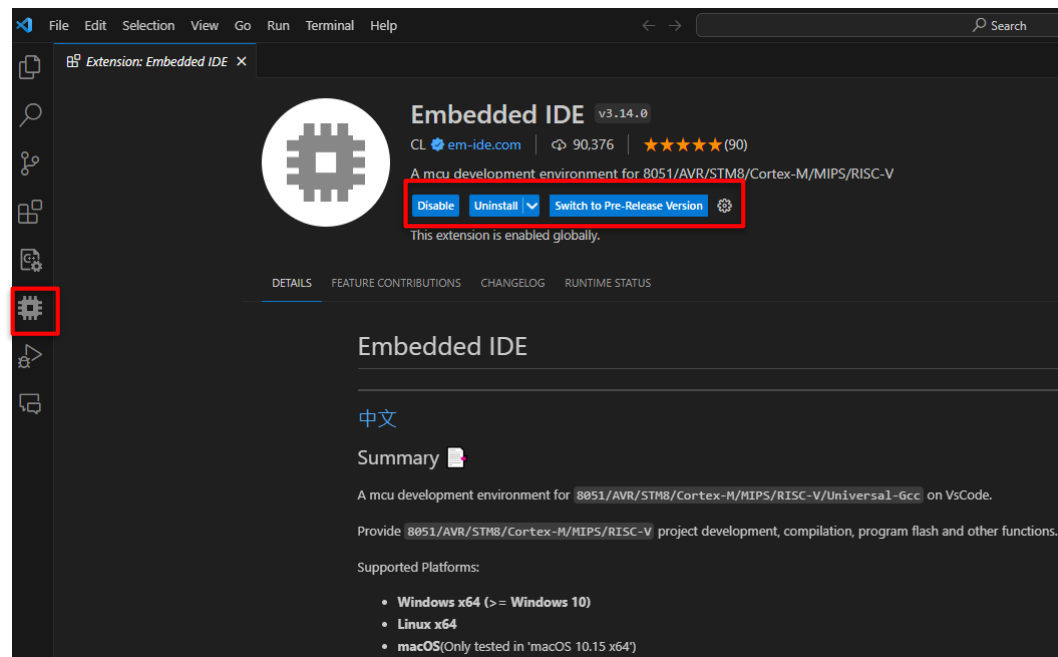 File Edit Selection View Go Run Terminal Help
Search
Extension: Embedded IDE
Embedded IDE v3.14.0
CL em-ide.com 90,376 (90)
A mcu development environment for 8051/AVR/STM8/Cortex-M/MIPS/RISC-V
Disable Uninstall Switch to Pre-Release Version
This extension is enabled globally.
DETAILS FEATURE CONTRIBUTIONS CHANGELOG RUNTIME STATUS
Embedded IDE
中文
Summary
A mcu development environment for 8051/AVR/STM8/Cortex-M/MIPS/RISC-V/Universal-Gcc on VsCode.
Provide 8051/AVR/STM8/Cortex-M/MIPS/RISC-V project development, compilation, program flash and other functions.
Supported Platforms:
• Windows x64 (>= Windows 10)
• Linux x64
• macOS(Only tested in 'macOS 10.15 x64')